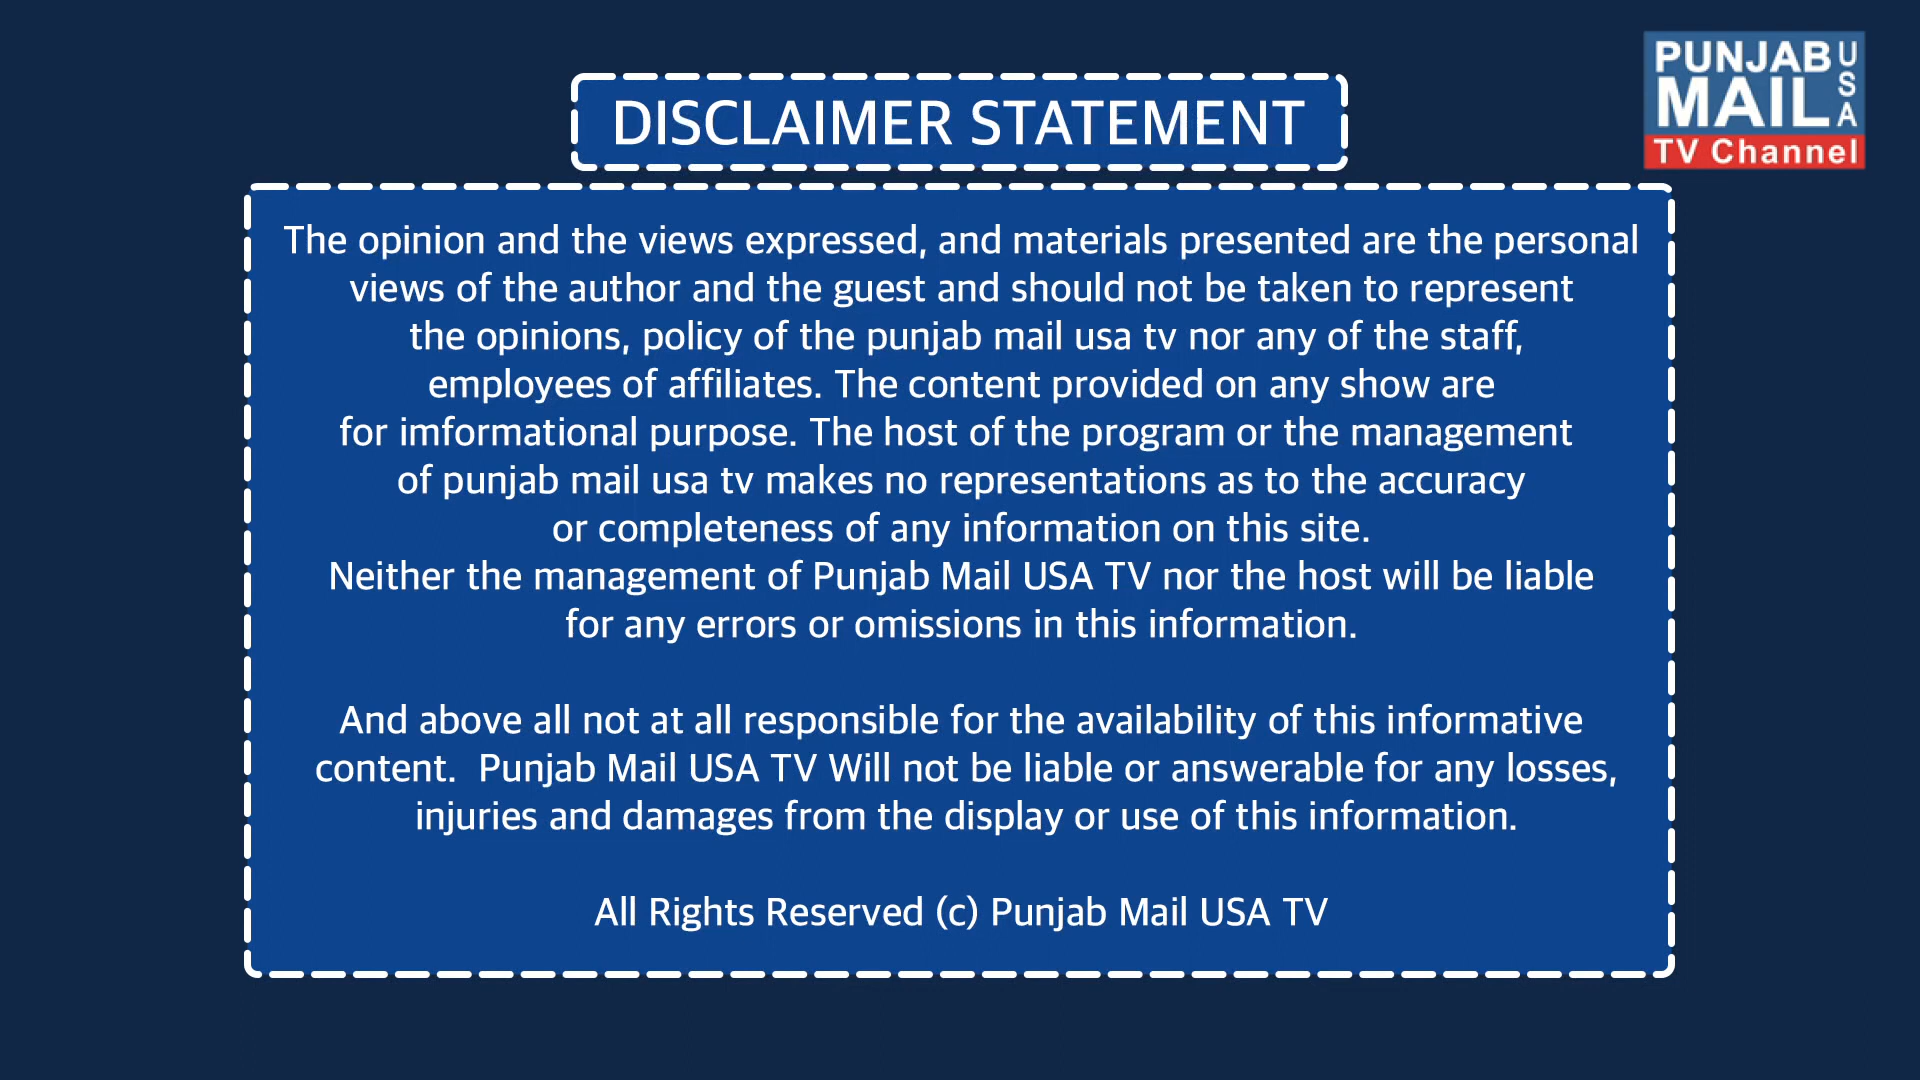 PUNJAB USA
MAIL
TV Channel
DISCLAIMER STATEMENT
The opinion and the views expressed, and materials presented are the personal
views of the author and the guest and should not be taken to represent
the opinions, policy of the punjab mail usa tv nor any of the staff,
employees of affiliates. The content provided on any show are
for imformational purpose. The host of the program or the management
of punjab mail usa tv makes no representations as to the accuracy
or completeness of any information on this site.
Neither the management of Punjab Mail USA TV nor the host will be liable
for any errors or omissions in this information.
And above all not at all responsible for the availability of this informative
content.  Punjab Mail USA TV Will not be liable or answerable for any losses,
injuries and damages from the display or use of this information.
All Rights Reserved (c) Punjab Mail USA TV